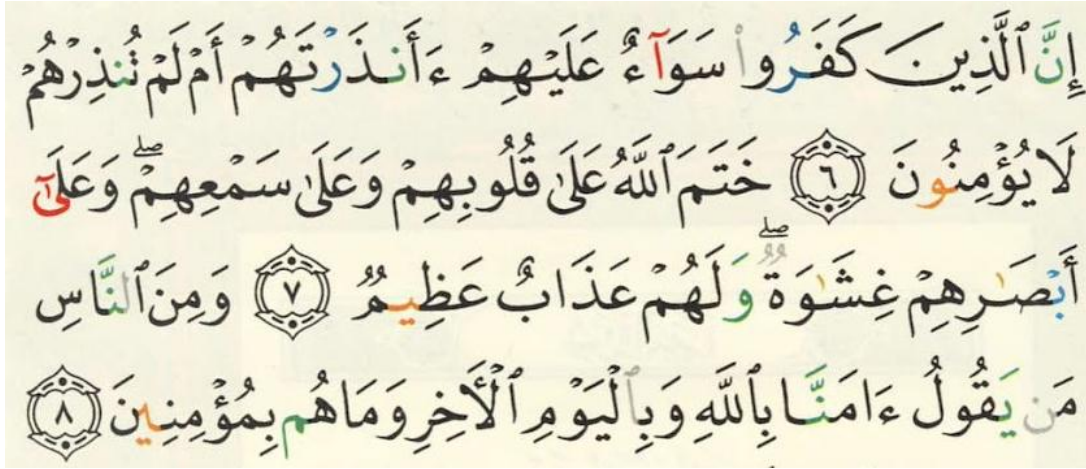 إِنَّ ٱلَّذِينَ كَفَرُوا۟ سَوَآءٌ عَلَيْهِمْ ءَأَنذَرْتَهُمْ أَمْ لَمْ تُنذِرْهُمْ
لَا يُؤْمِنُونَ ٦ خَتَمَ ٱللَّهُ عَلَىٰ قُلُوبِهِمْ وَعَلَىٰ سَمْعِهِمْ ۖ وَعَلَىٰٓ
أَبْصَـٰرِهِمْ غِشَـٰوَةٌ ۖ وَلَهُمْ عَذَابٌ عَظِيمٌ ٧ وَمِنَ ٱلنَّاسِ
مَن يَقُولُ ءَامَنَّا بِٱللَّهِ وَبِٱلْيَوْمِ ٱلْـَٔاخِرِ وَمَا هُم بِمُؤْمِنِينَ ٨